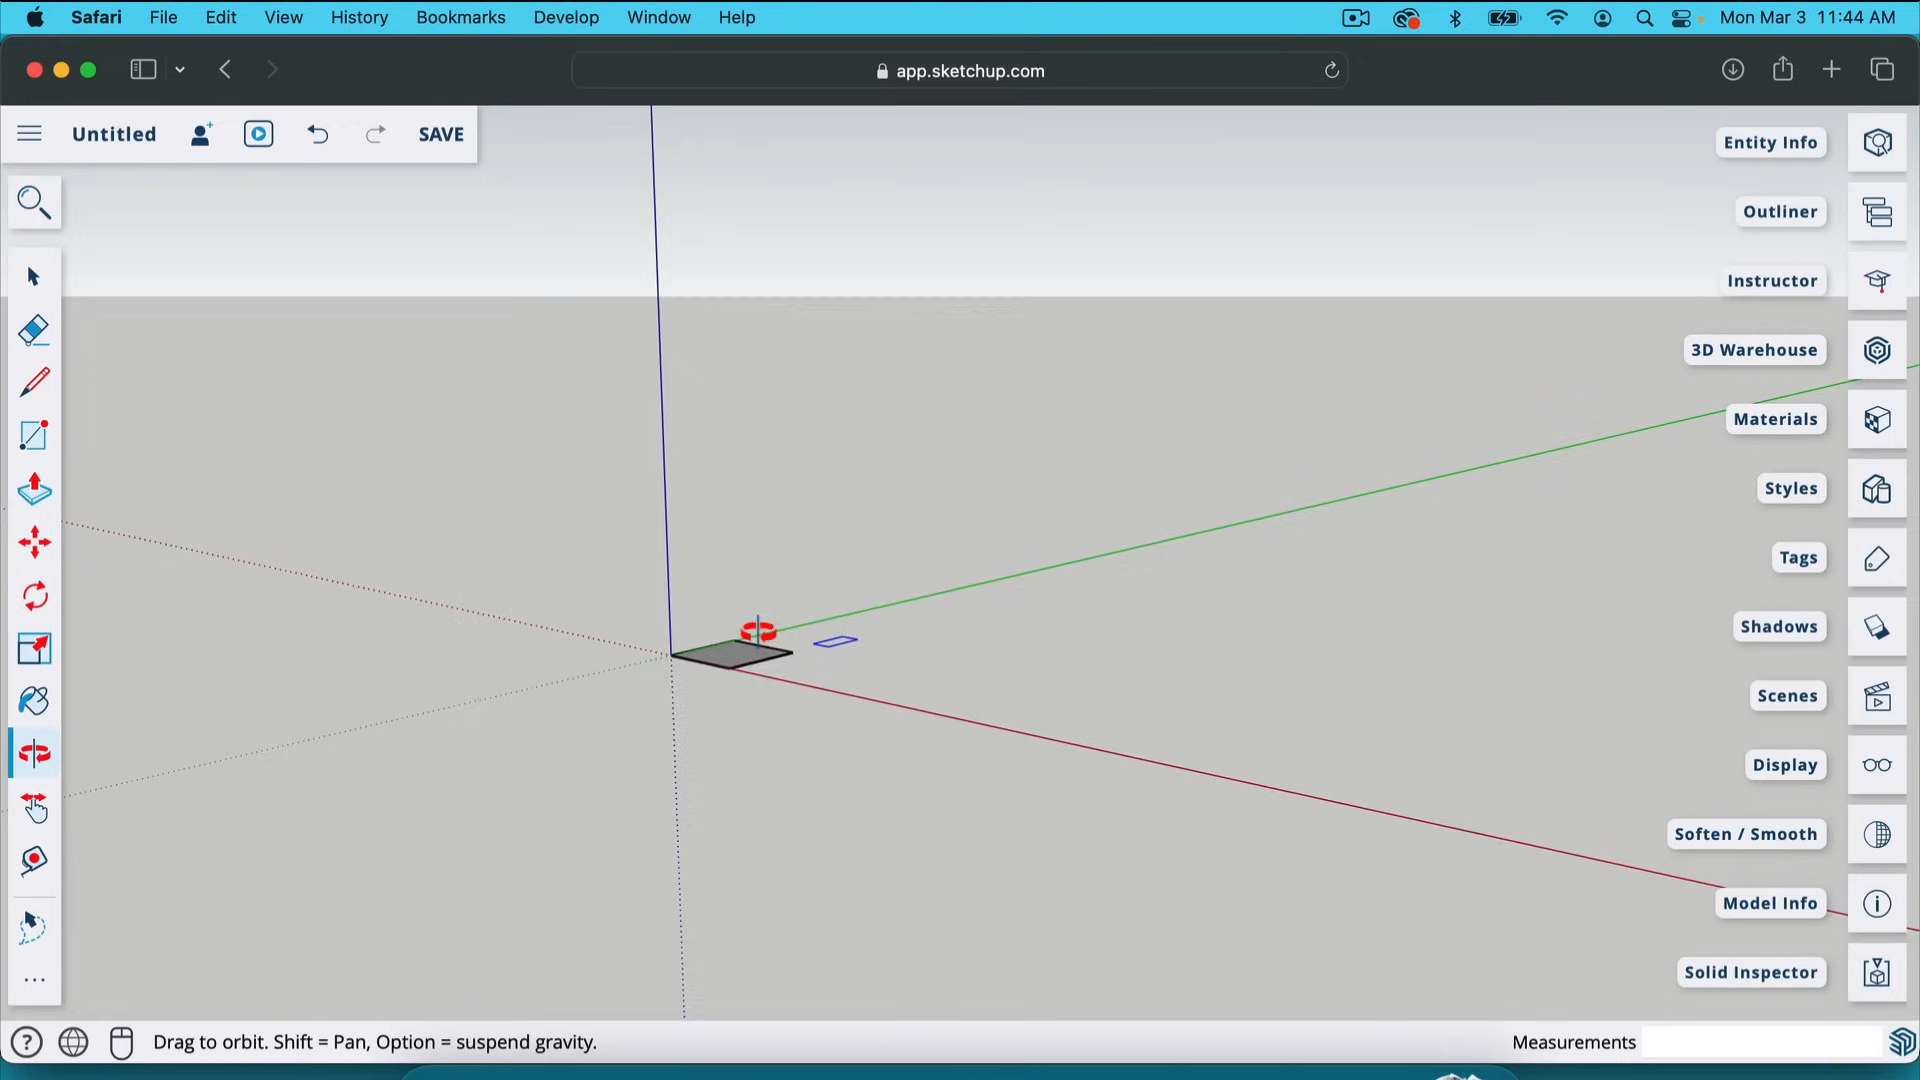 Safari File Edit View History Bookmarks Develop Window Help Mon Mar 3 11:44 AM
app.sketchup.com
Untitled SAVE
Entity Info
Outliner
Instructor
3D Warehouse
Materials
Styles
Tags
Shadows
Scenes
Display
Soften / Smooth
Model Info
Solid Inspector
Drag to orbit. Shift = Pan, Option = suspend gravity. Measurements